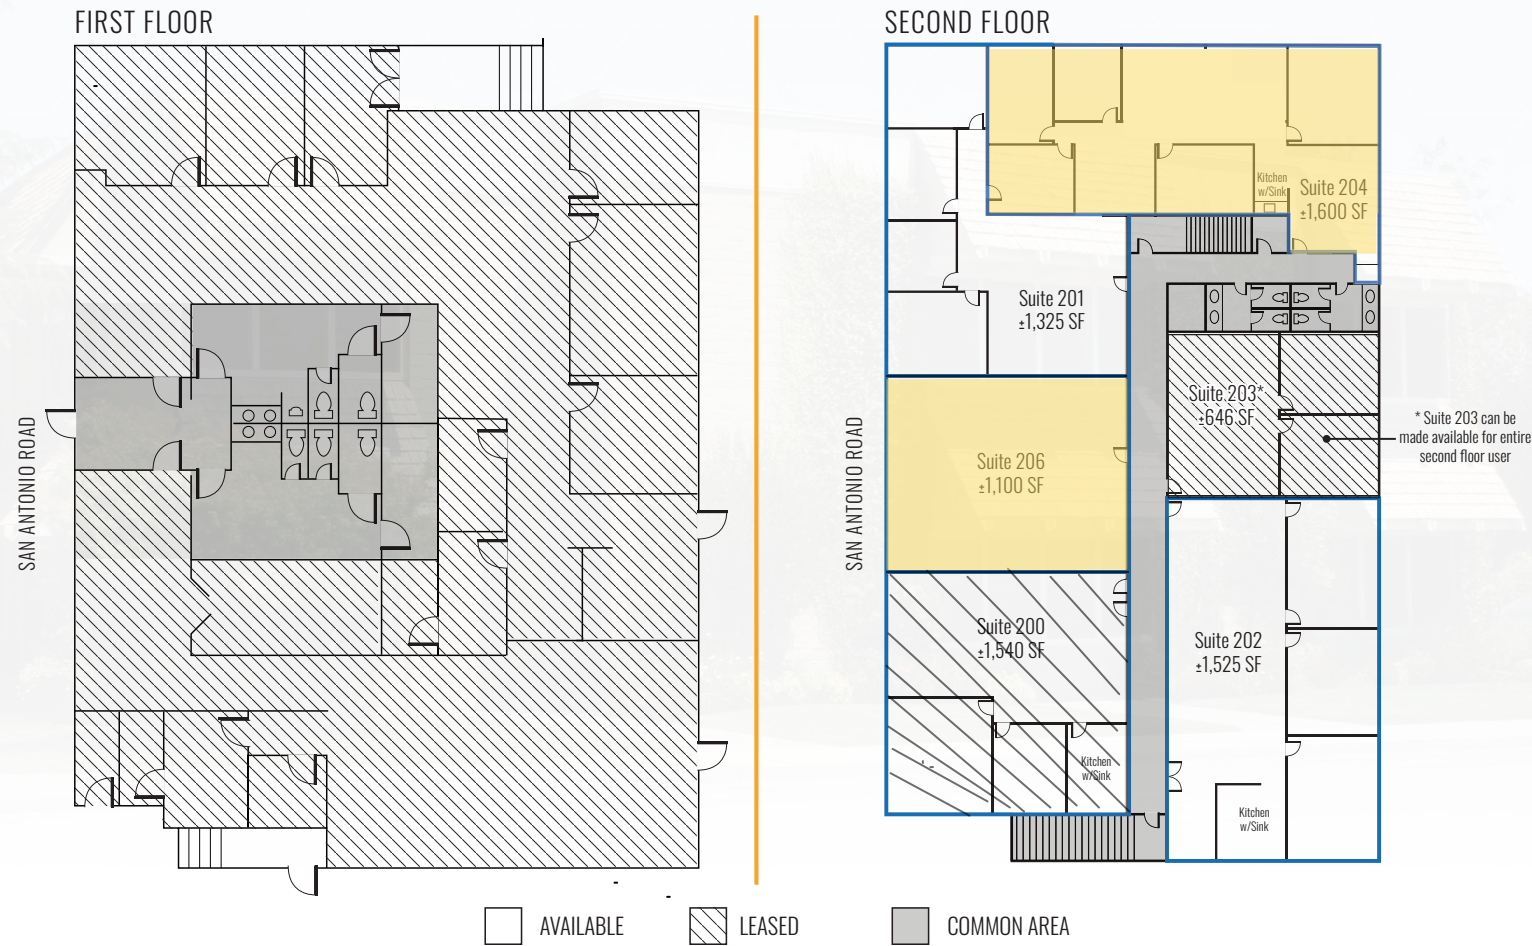 FIRST FLOOR
SAN ANTONIO ROAD
SECOND FLOOR
Kitchen
w/Sink
Suite 204
±1,600 SF
Suite 201
±1,325 SF
Suite 203*
±646 SF
* Suite 203 can be
made available for entire
second floor user
SAN ANTONIO ROAD
Suite 206
±1,100 SF
Suite 200
±1,540 SF
Suite 202
±1,525 SF
Kitchen
w/Sink
Kitchen
w/Sink
AVAILABLE
LEASED
COMMON AREA